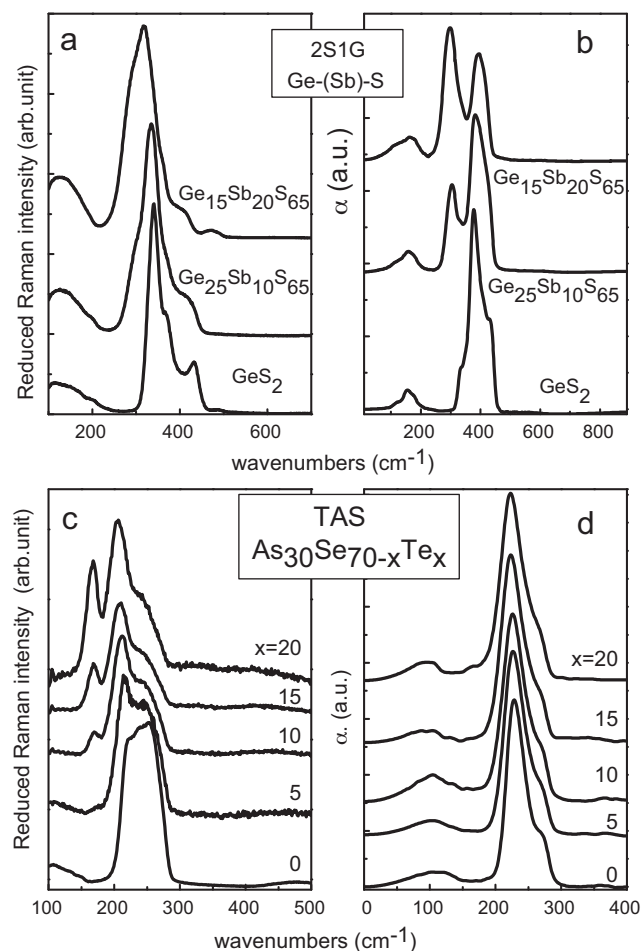 a
2S1G
Ge-(Sb)-S
b
Reduced Raman intensity (arb.unit)
Ge15Sb20S65
Ge25Sb10S65
GeS2
200 400 600
α (a.u.)
Ge15Sb20S65
Ge25Sb10S65
GeS2
200 400 600 800
wavenumbers (cm-1)
c
TAS
As30Se70-xTex
d
Reduced Raman intensity (arb.unit)
x=20
15
10
5
0
100 200 300 400 500
α. (a.u.)
x=20
15
10
5
0
0 100 200 300 400
wavenumbers (cm-1)